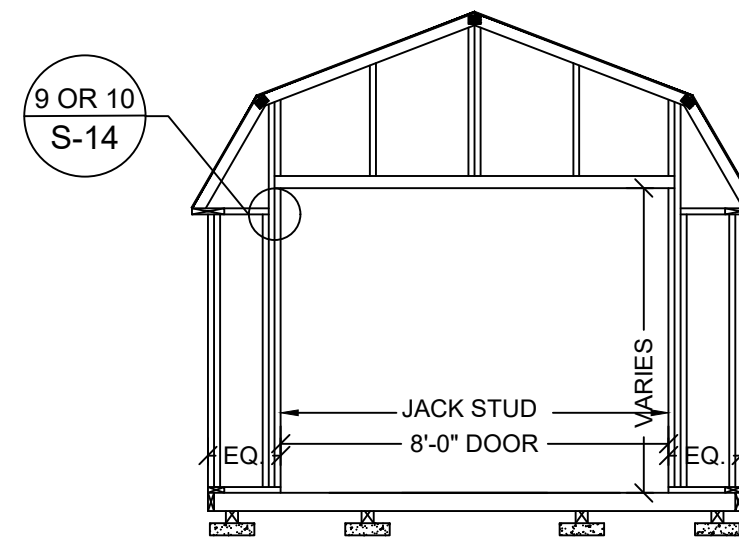 9 OR 10
S-14
VARIES
JACK STUD
8'-0" DOOR
EQ.
EQ.